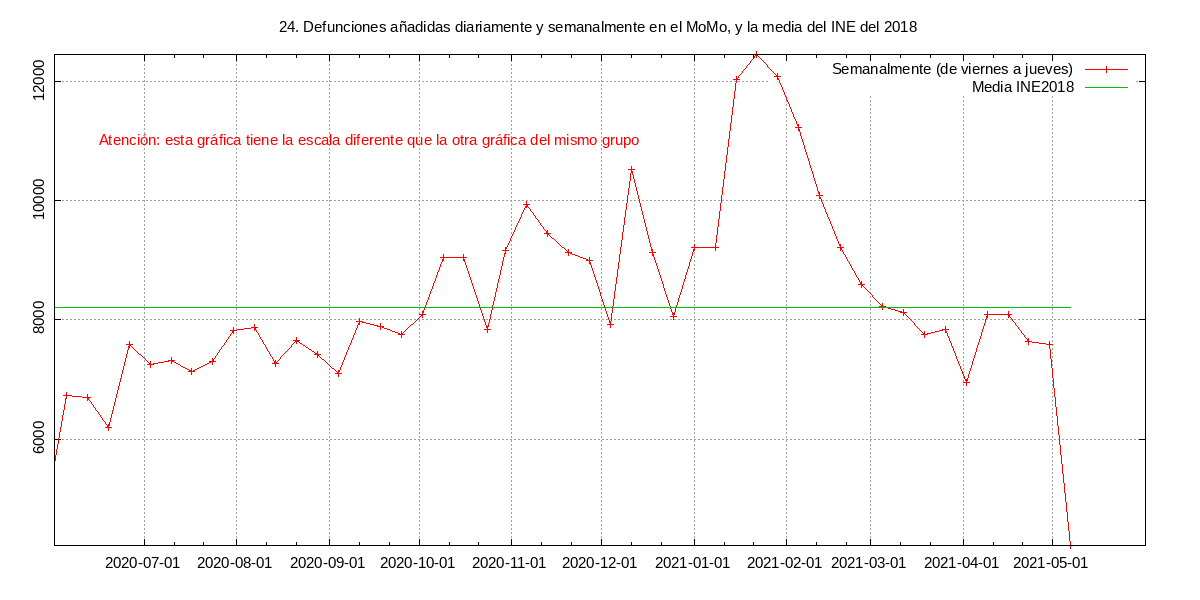 24. Defunciones añadidas diariamente y semanalmente en el MoMo, y la media del INE del 2018
Semanalmente (de viernes a jueves)
Media INE2018
Atención: esta gráfica tiene la escala diferente que la otra gráfica del mismo grupo
12000
10000
8000
6000
2020-07-01 2020-08-01 2020-09-01 2020-10-01 2020-11-01 2020-12-01 2021-01-01 2021-02-01 2021-03-01 2021-04-01 2021-05-01